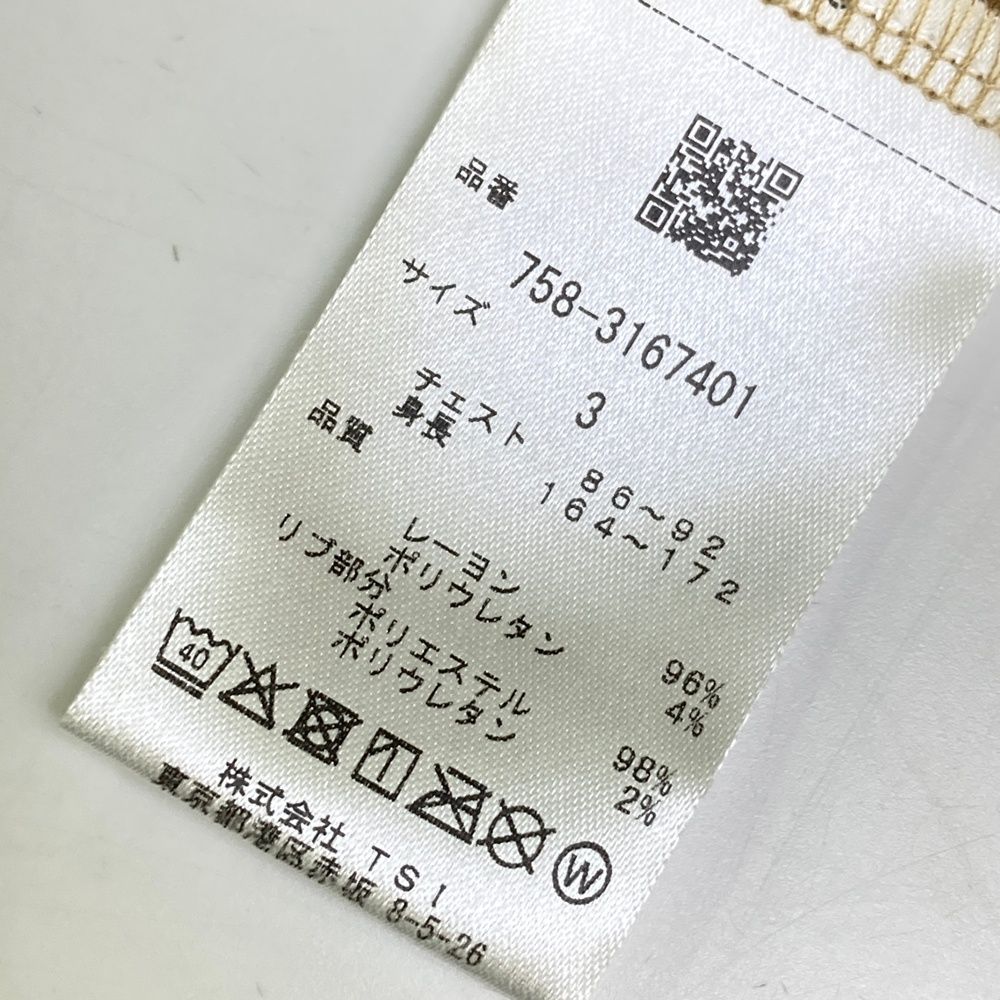 品番
758-3167401
サイズ
3
チェスト 86~92
身長 164~172
品質
レーヨン 96%
ポリウレタン 4%
リブ部分
ポリエステル 98%
ポリウレタン 2%
40
W
株式会社 TSI
東京都港区赤坂 8-5-26